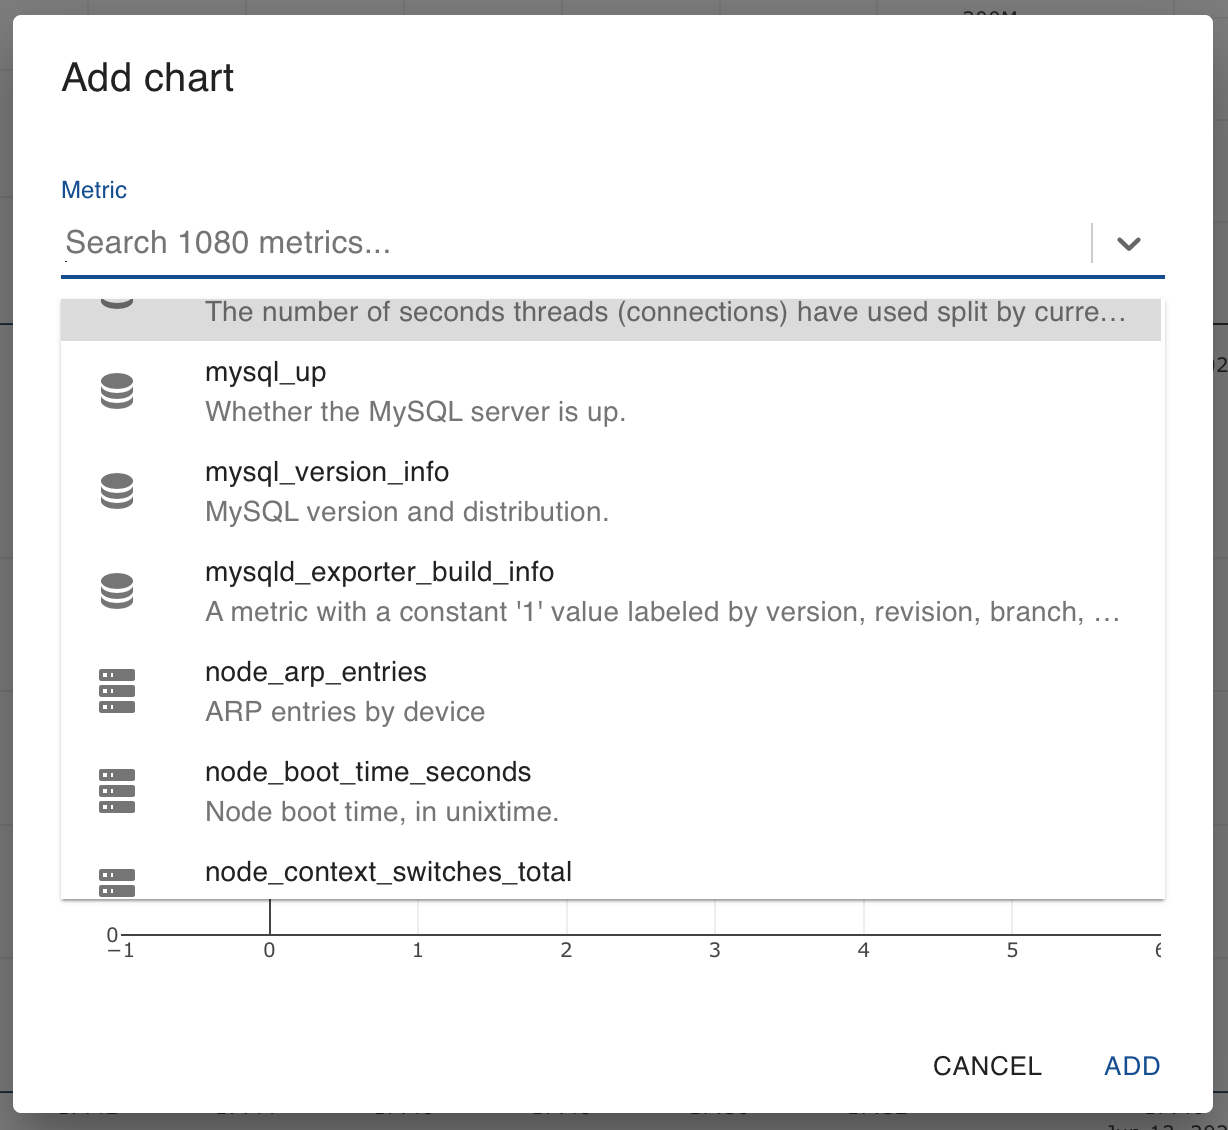 Add chart
Metric
Search 1080 metrics...
The number of seconds threads (connections) have used split by curre...
mysql_up
Whether the MySQL server is up.
mysql_version_info
MySQL version and distribution.
mysqld_exporter_build_info
A metric with a constant '1' value labeled by version, revision, branch, ...
node_arp_entries
ARP entries by device
node_boot_time_seconds
Node boot time, in unixtime.
node_context_switches_total
0
−1 0 1 2 3 4 5 6
CANCEL ADD